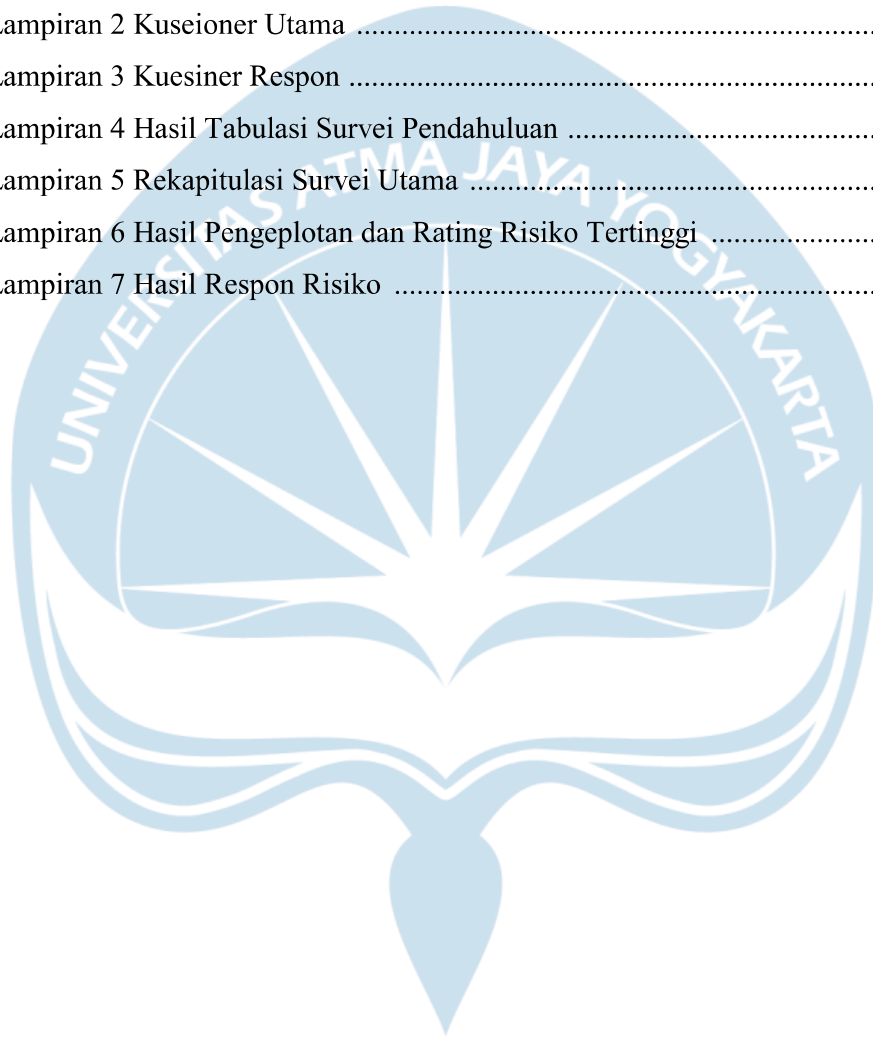 Lampiran 2 Kuseioner Utama ........................................................................
Lampiran 3 Kuesiner Respon ........................................................................
Lampiran 4 Hasil Tabulasi Survei Pendahuluan ..........................................
Lampiran 5 Rekapitulasi Survei Utama ......................................................
Lampiran 6 Hasil Pengeplotan dan Rating Risiko Tertinggi ......................
Lampiran 7 Hasil Respon Risiko ................................................................
UNIVERSITAS ATMA JAYA YOGYAKARTA